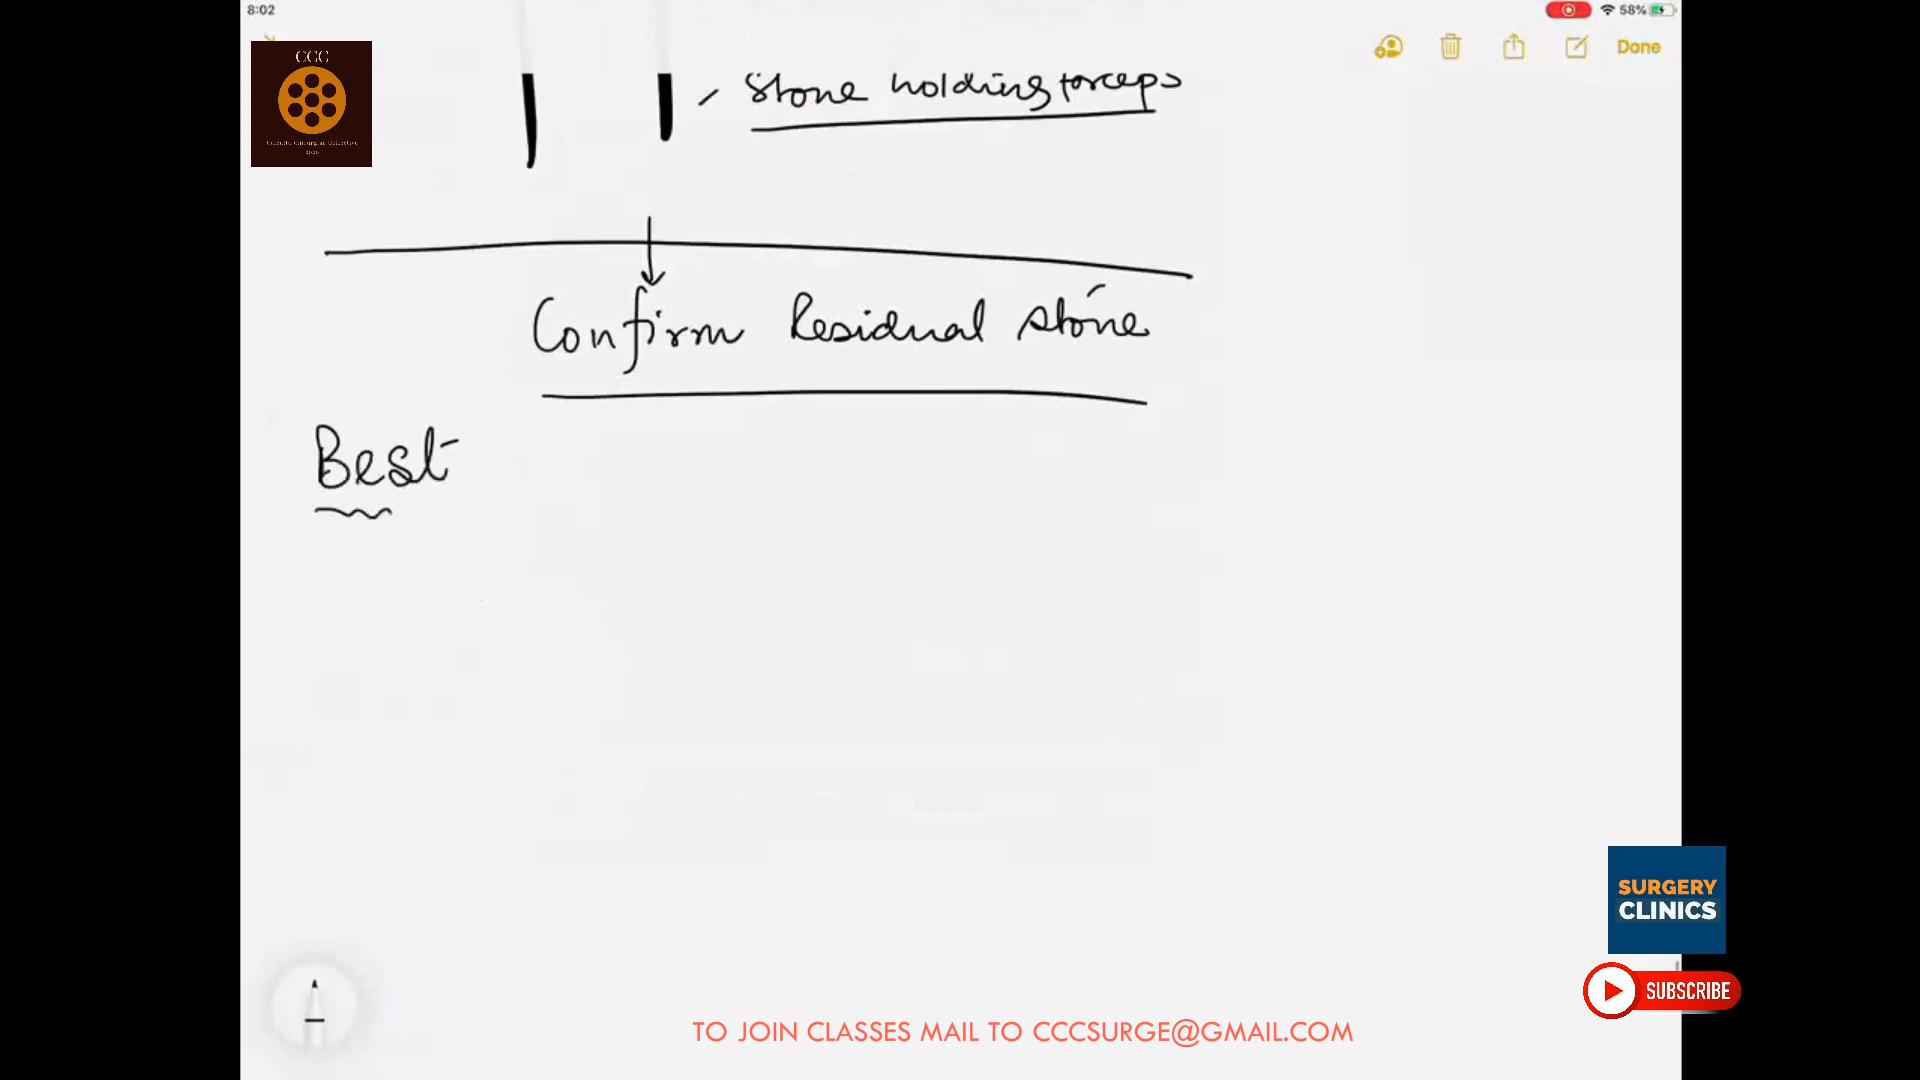 8:02
58%
Done
CCC
2020
Stone holding forceps
Confirm Residual stone
Best
SURGERY
CLINICS
SUBSCRIBE
TO JOIN CLASSES MAIL TO CCCSURGE@GMAIL.COM